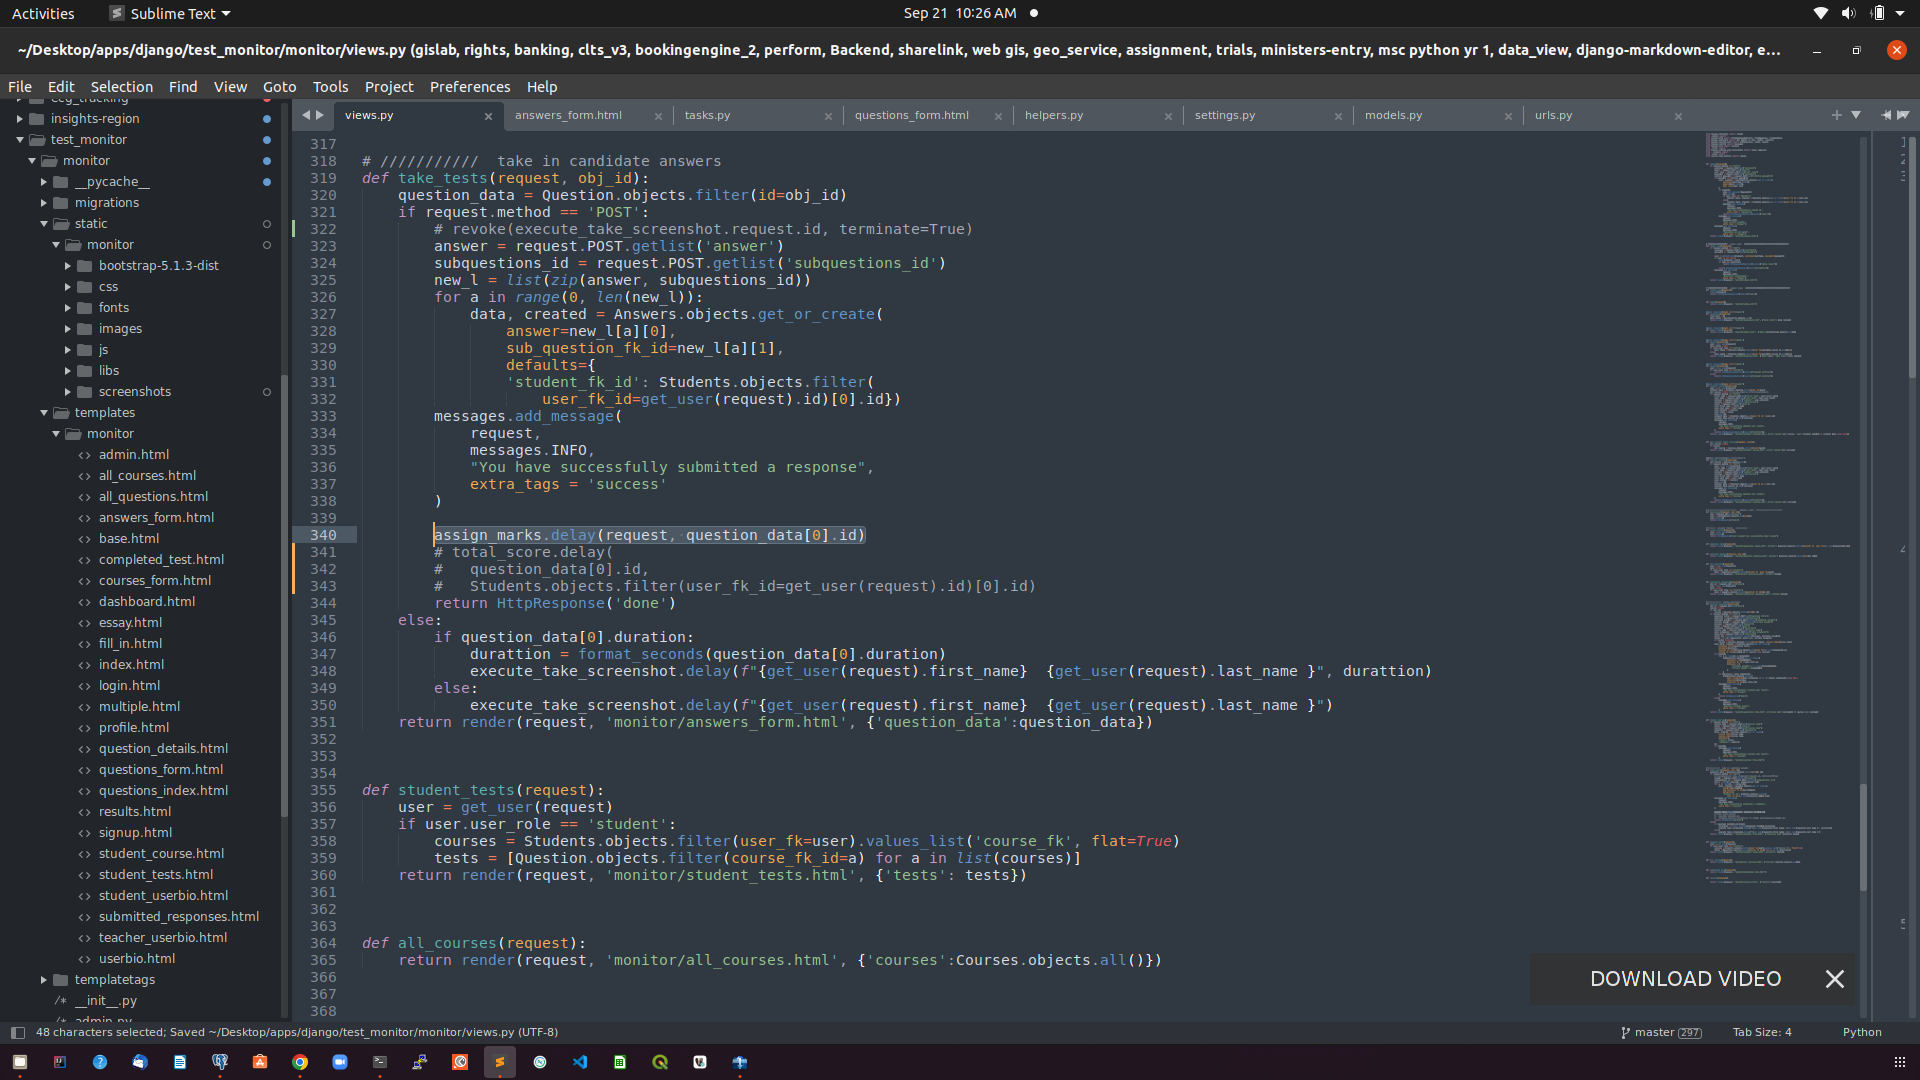 Activities
Sublime Text
Sep 21 10:26 AM
~/Desktop/apps/django/test_monitor/monitor/views.py (gislab, rights, banking, clts_v3, bookingengine_2, perform, Backend, sharelink, web gis, geo_service, assignment, trials, ministers-entry, msc python yr 1, data_view, django-markdown-editor, e...
File Edit Selection Find View Goto Tools Project Preferences Help
insights-region
test_monitor
monitor
__pycache__
migrations
static
monitor
bootstrap-5.1.3-dist
css
fonts
images
js
libs
screenshots
templates
monitor
admin.html
all_courses.html
all_questions.html
answers_form.html
base.html
completed_test.html
courses_form.html
dashboard.html
essay.html
fill_in.html
index.html
login.html
multiple.html
profile.html
question_details.html
questions_form.html
questions_index.html
results.html
signup.html
student_course.html
student_tests.html
student_userbio.html
submitted_responses.html
teacher_userbio.html
userbio.html
templatetags
__init__.py
admin.py
views.py answers_form.html tasks.py questions_form.html helpers.py settings.py models.py urls.py
317
318 # /////////// take in candidate answers
319 def take_tests(request, obj_id):
320     question_data = Question.objects.filter(id=obj_id)
321     if request.method == 'POST':
322         # revoke(execute_take_screenshot.request.id, terminate=True)
323         answer = request.POST.getlist('answer')
324         subquestions_id = request.POST.getlist('subquestions_id')
325         new_l = list(zip(answer, subquestions_id))
326         for a in range(0, len(new_l)):
327             data, created = Answers.objects.get_or_create(
328                 answer=new_l[a][0],
329                 sub_question_fk_id=new_l[a][1],
330                 defaults={
331                 'student_fk_id': Students.objects.filter(
332                     user_fk_id=get_user(request).id)[0].id})
333         messages.add_message(
334             request,
335             messages.INFO,
336             "You have successfully submitted a response",
337             extra_tags = 'success'
338         )
339
340         assign_marks.delay(request, question_data[0].id)
341         # total_score.delay(
342         #   question_data[0].id,
343         #   Students.objects.filter(user_fk_id=get_user(request).id)[0].id)
344         return HttpResponse('done')
345     else:
346         if question_data[0].duration:
347             durattion = format_seconds(question_data[0].duration)
348             execute_take_screenshot.delay(f"{get_user(request).first_name}  {get_user(request).last_name }", durattion)
349         else:
350             execute_take_screenshot.delay(f"{get_user(request).first_name}  {get_user(request).last_name }")
351     return render(request, 'monitor/answers_form.html', {'question_data':question_data})
352
353
354
355 def student_tests(request):
356     user = get_user(request)
357     if user.user_role == 'student':
358         courses = Students.objects.filter(user_fk=user).values_list('course_fk', flat=True)
359         tests = [Question.objects.filter(course_fk_id=a) for a in list(courses)]
360     return render(request, 'monitor/student_tests.html', {'tests': tests})
361
362
363
364 def all_courses(request):
365     return render(request, 'monitor/all_courses.html', {'courses':Courses.objects.all()})
366
367
368
DOWNLOAD VIDEO
48 characters selected; Saved ~/Desktop/apps/django/test_monitor/monitor/views.py (UTF-8)
master 297
Tab Size: 4
Python